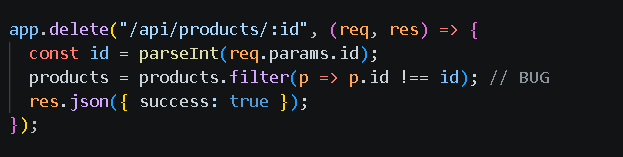 app.delete("/api/products/:id", (req, res) => {
  const id = parseInt(req.params.id);
  products = products.filter(p => p.id !== id); // BUG
  res.json({ success: true });
});